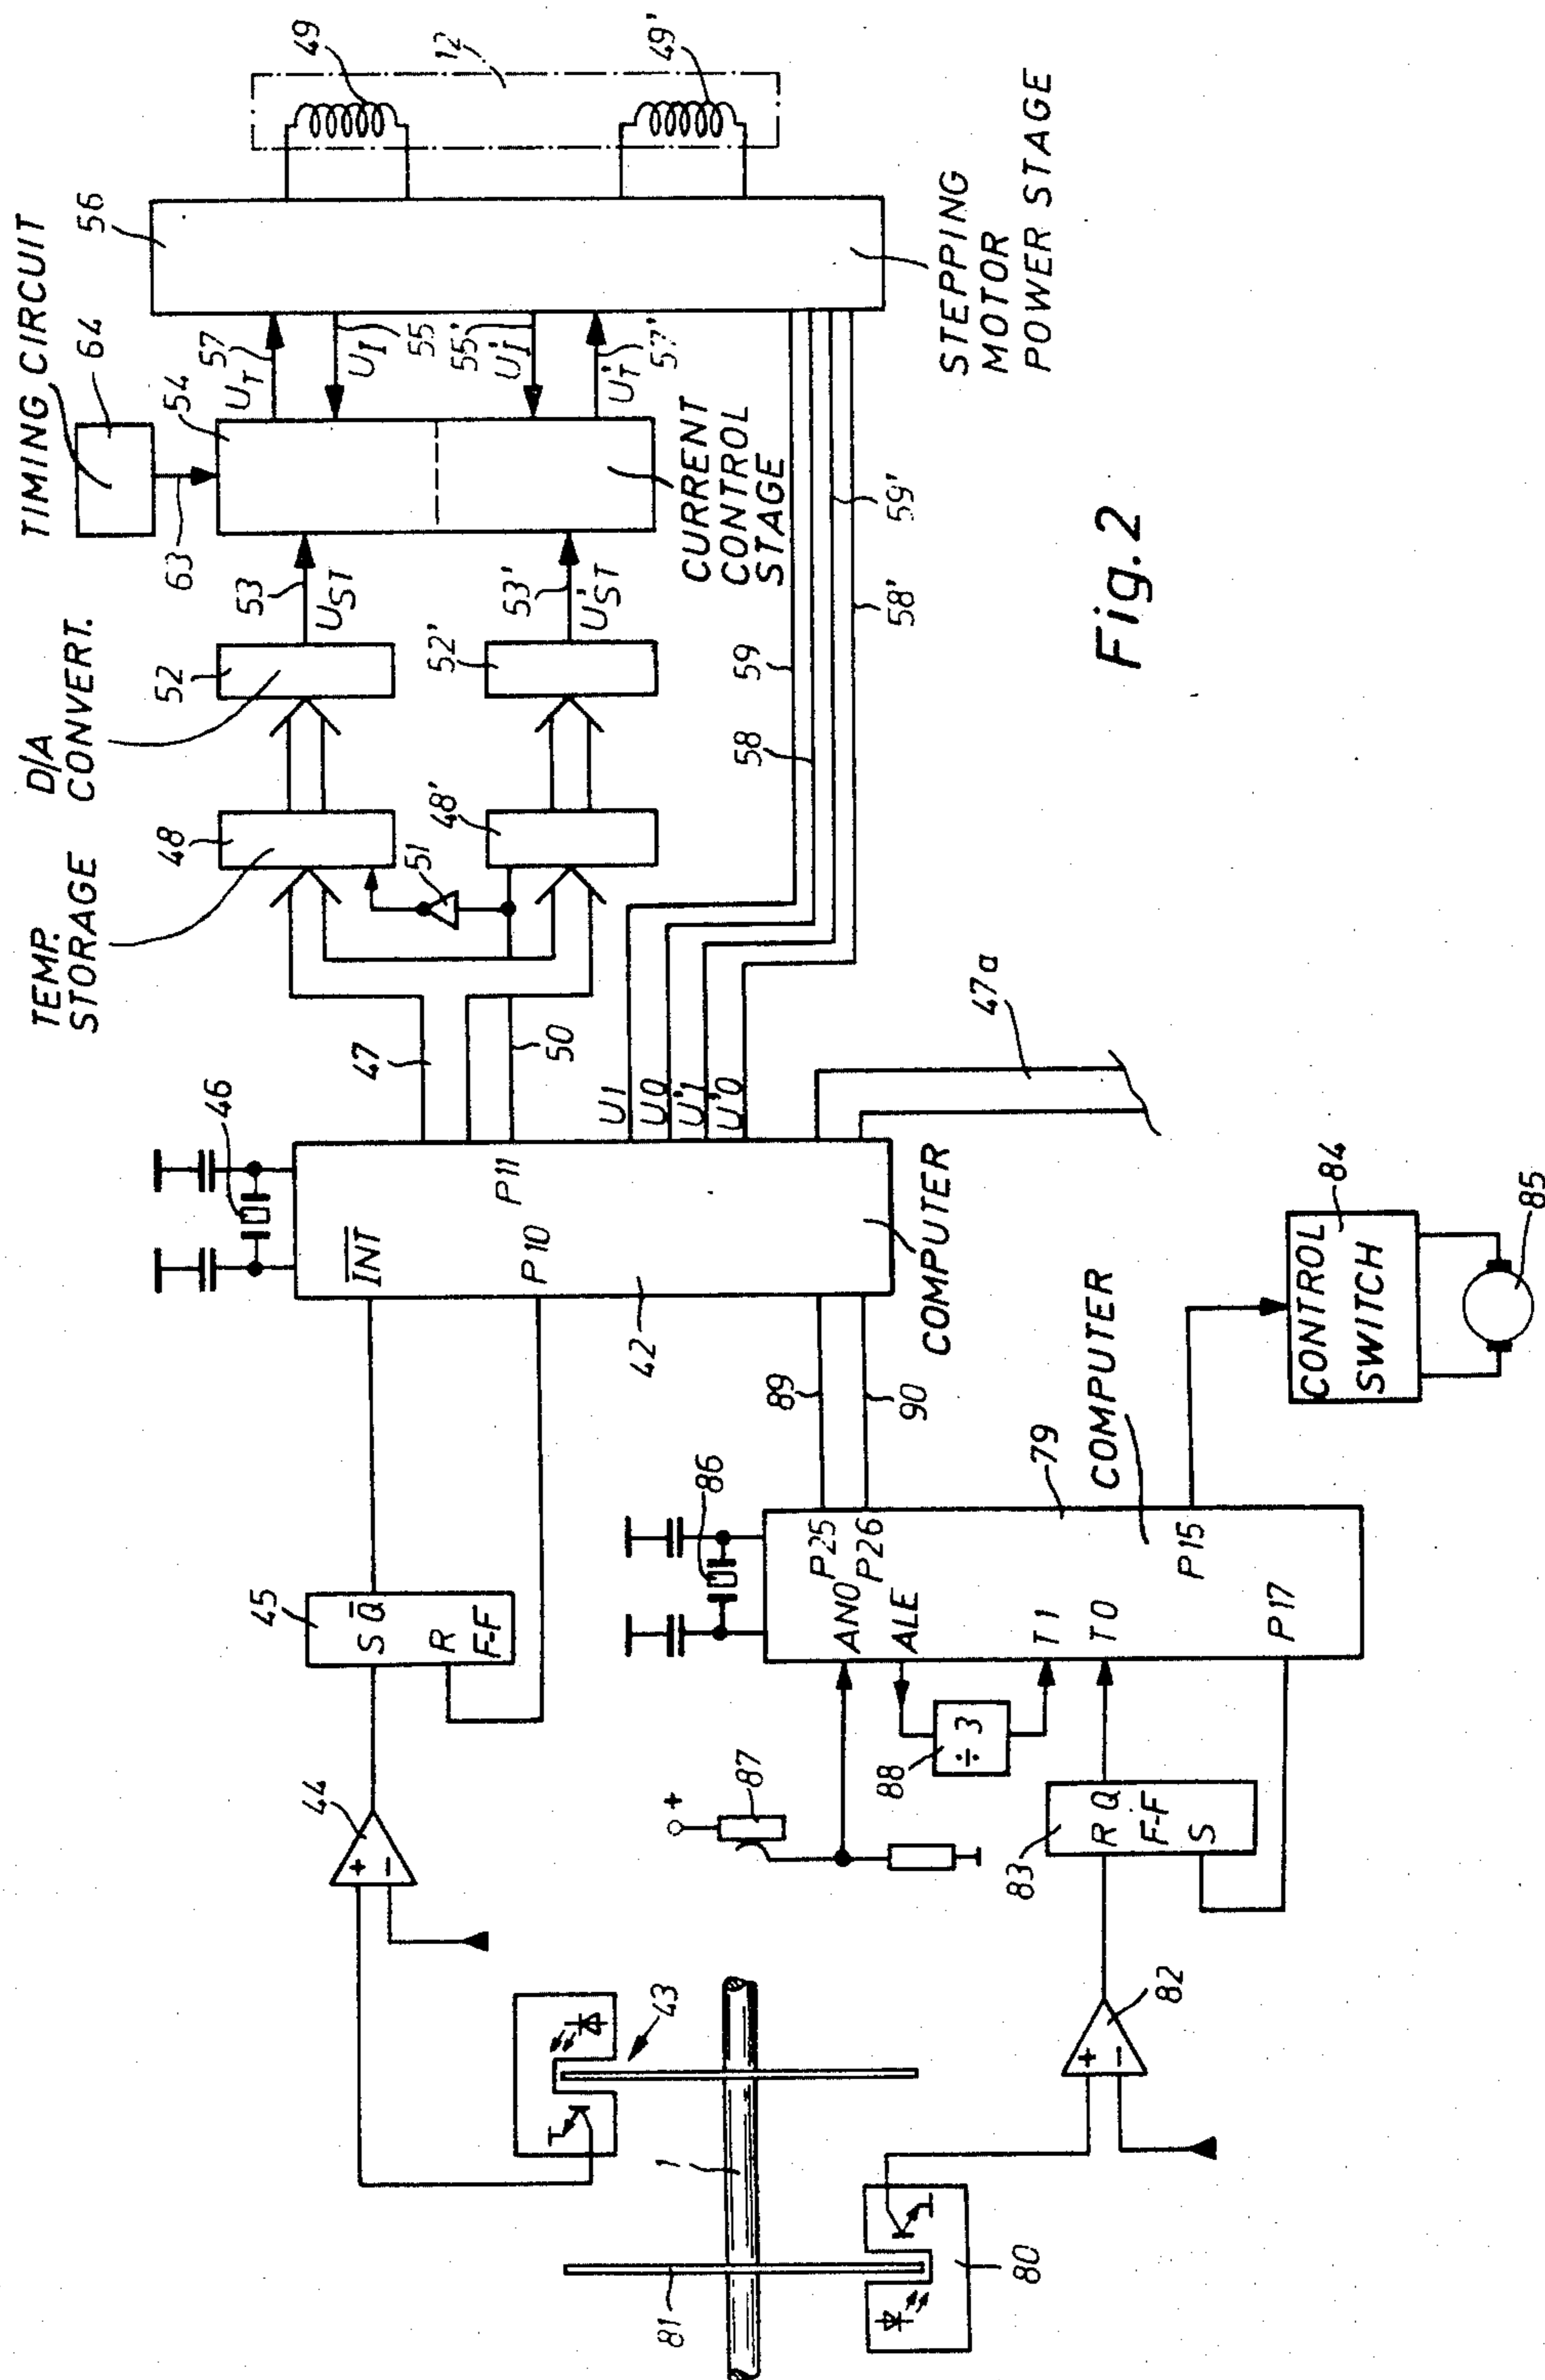 TIMING CIRCUIT
64
63
56
49
12
49'
D/A
CONVERT.
TEMP.
STORAGE
48
52
53
U_ST
54
57
U_T
U_I
55
55'
U'_I
U'_T
57'
48'
52'
53'
U'_ST
51
CURRENT
CONTROL
STAGE
STEPPING
MOTOR
POWER STAGE
46
47
50
INT
P11
P10
U1
U0
U'1
U'0
58
59
59'
58'
47a
42
COMPUTER
44
+
−
45
S Q
R
F-F
43
1
81
80
82
+
−
83
R Q
F-F
S
87
+
88
÷ 3
86
AN0
P25
P26
ALE
T1
T0
P15
P17
79
COMPUTER
89
90
CONTROL
SWITCH
84
85
Fig. 2